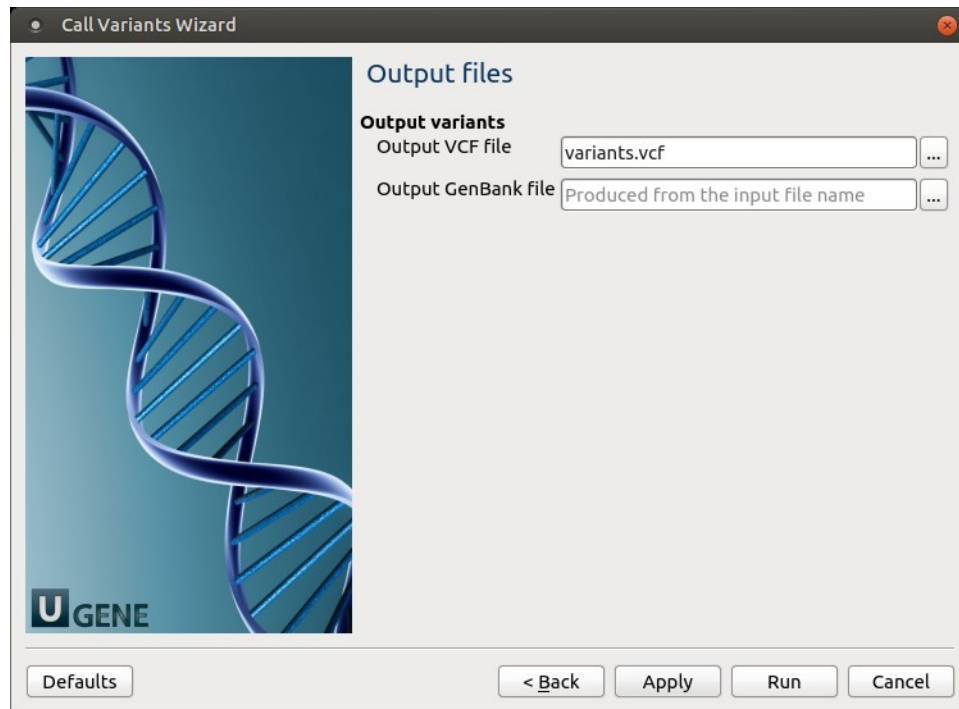 Call Variants Wizard
Output files
Output variants
Output VCF file variants.vcf ...
Output GenBank file Produced from the input file name ...
U GENE
Defaults < Back Apply Run Cancel